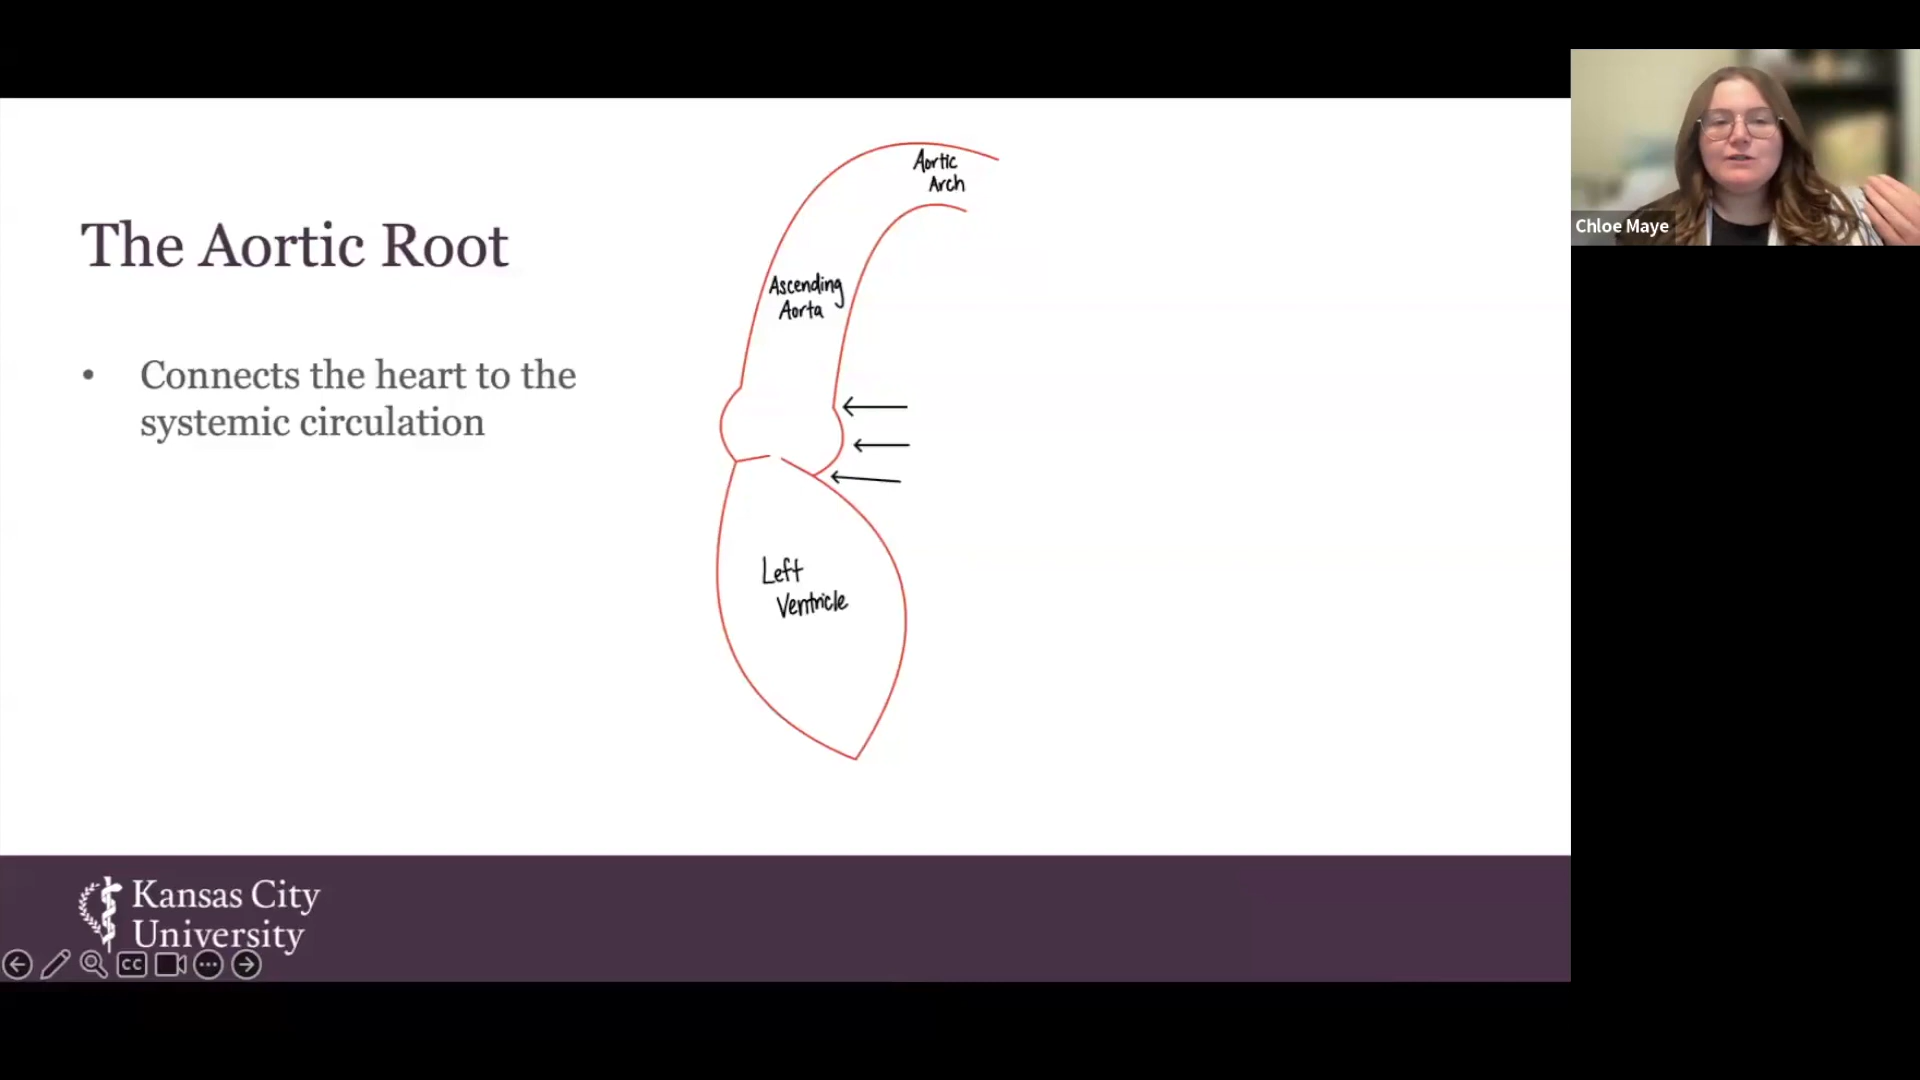 The Aortic Root
• Connects the heart to the
systemic circulation
Aortic
Arch
Ascending
Aorta
Left
Ventricle
Chloe Maye
Kansas City
University
CC